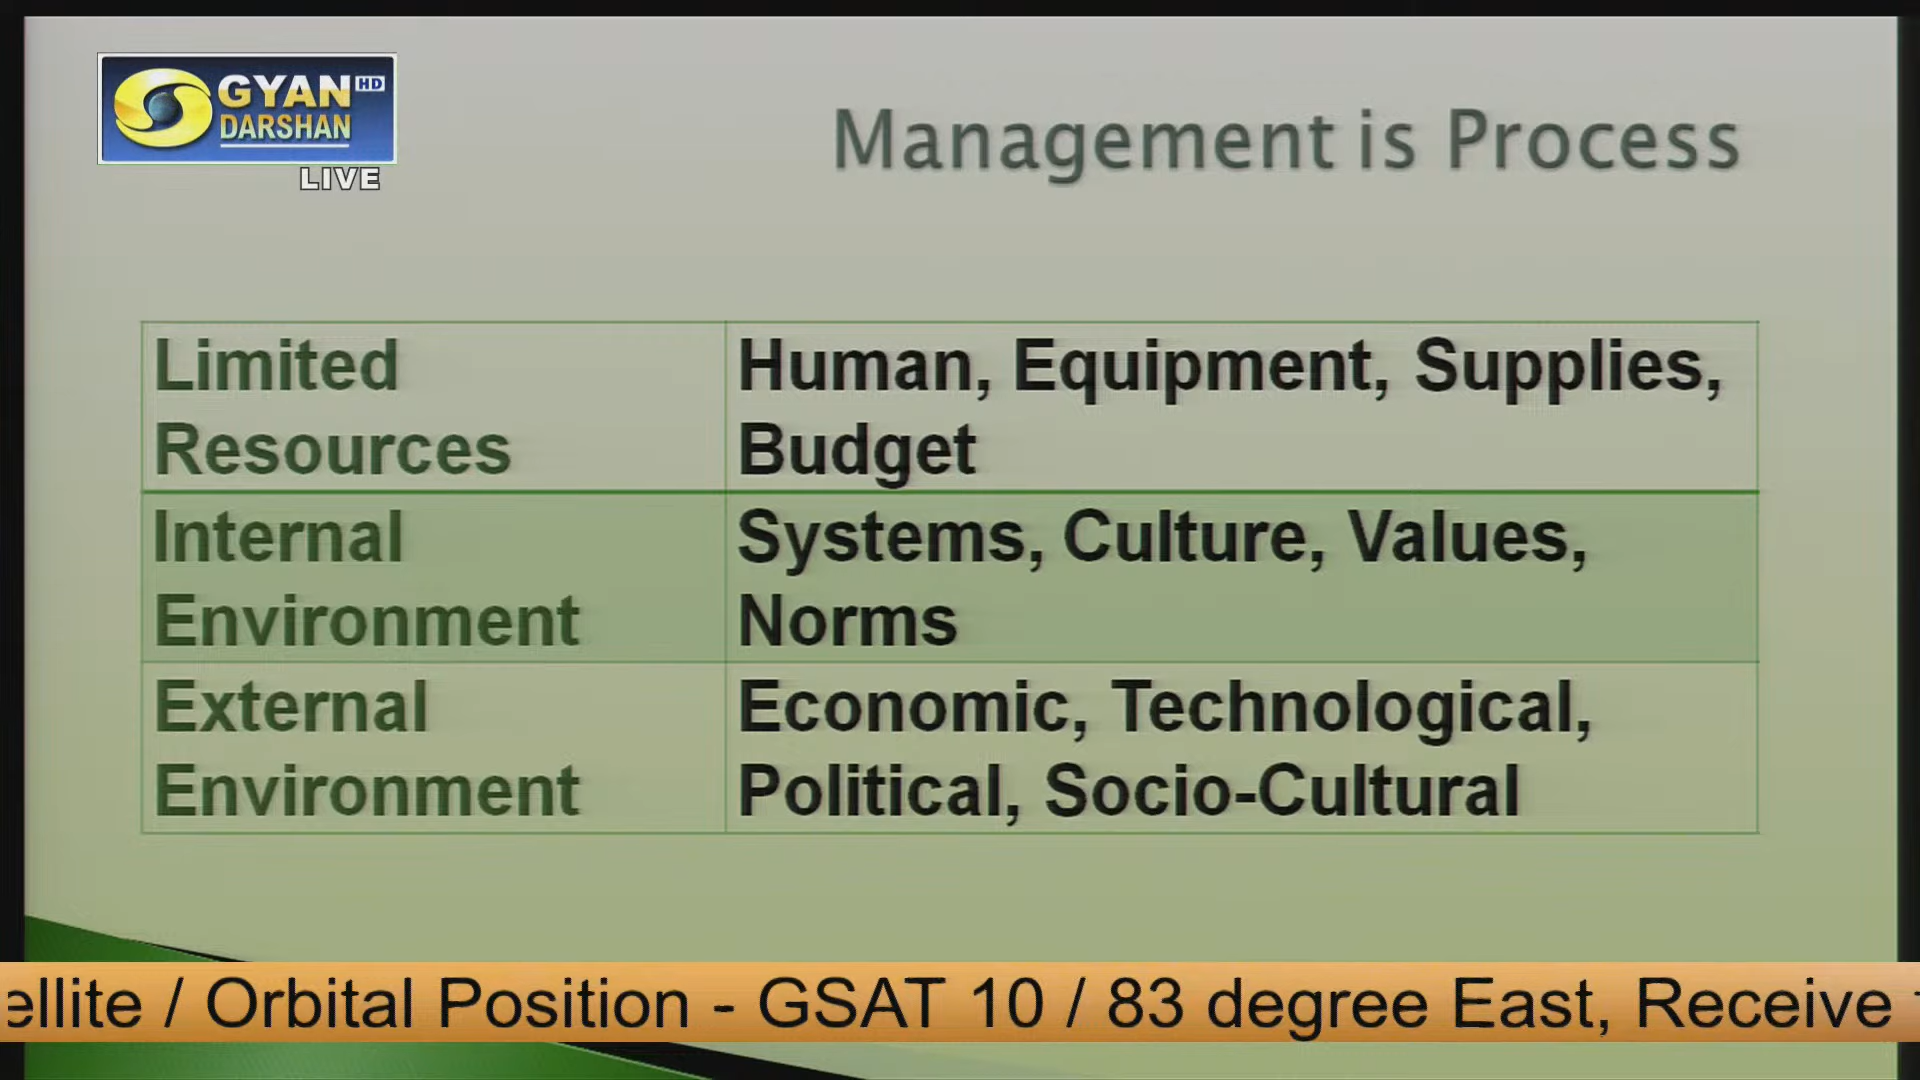 GYAN HD
DARSHAN
LIVE
Management is Process
Limited
Resources
Human, Equipment, Supplies,
Budget
Internal
Environment
Systems, Culture, Values,
Norms
External
Environment
Economic, Technological,
Political, Socio-Cultural
/ Orbital Position - GSAT 10 / 83 degree East, Receive